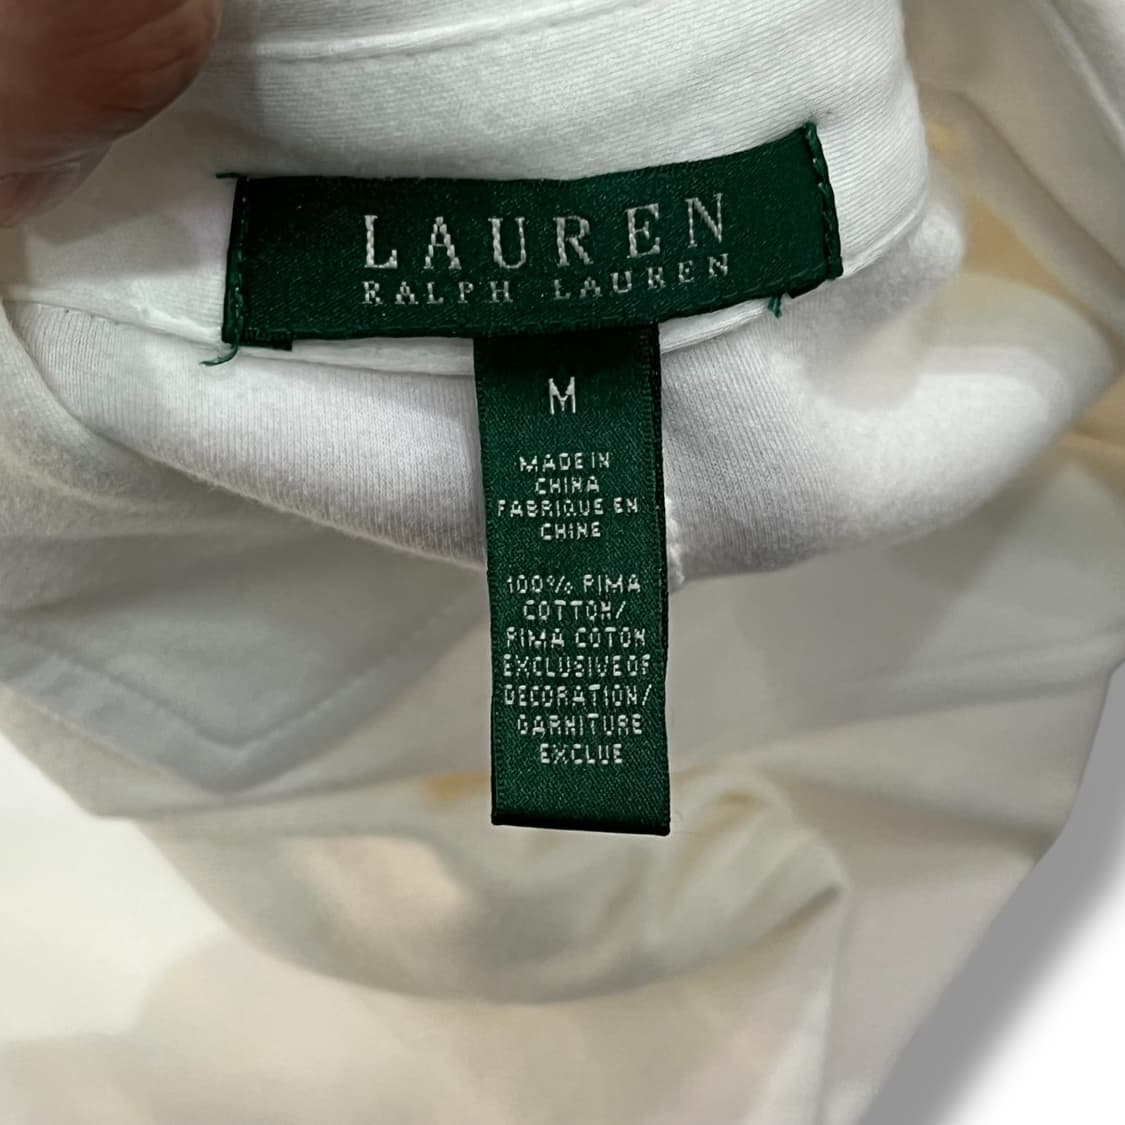 LAUREN
RALPH LAUREN
M
MADE IN
CHINA
FABRIQUE EN
CHINE
100% PIMA
COTTON/
PIMA COTON
EXCLUSIVE OF
DECORATION/
GARNITURE
EXCLUE